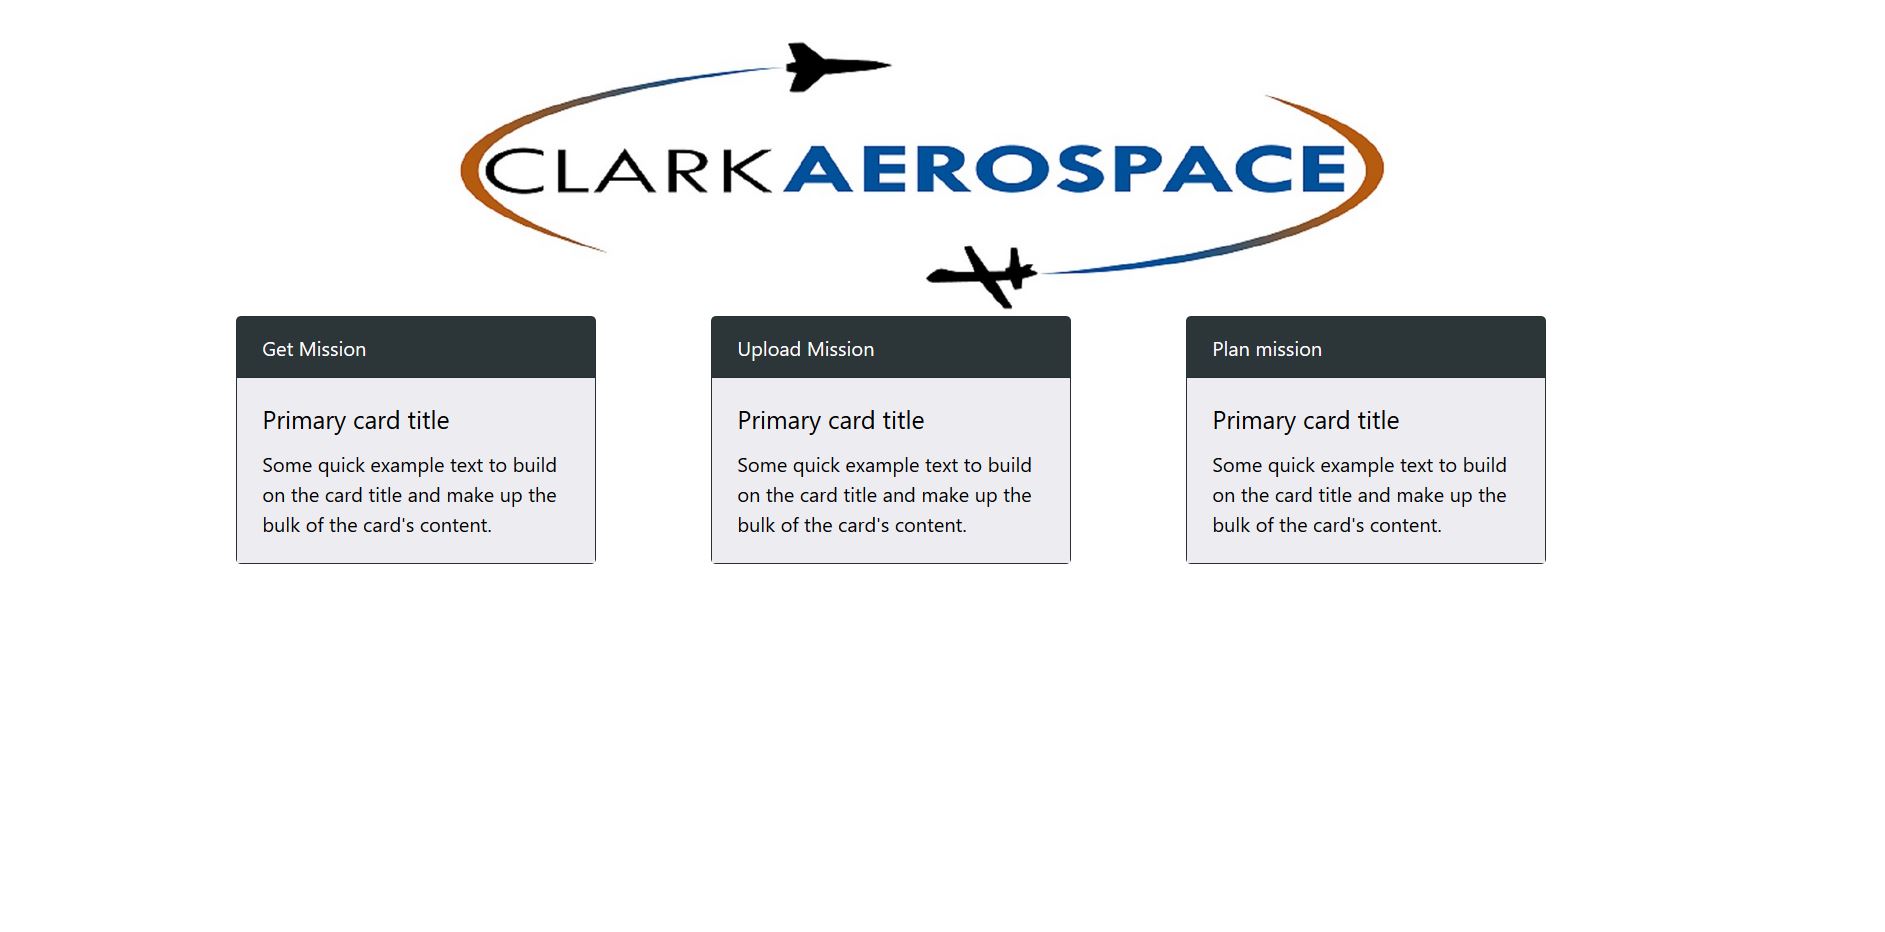 CLARKAEROSPACE
Get Mission
Primary card title
Some quick example text to build
on the card title and make up the
bulk of the card's content.
Upload Mission
Primary card title
Some quick example text to build
on the card title and make up the
bulk of the card's content.
Plan mission
Primary card title
Some quick example text to build
on the card title and make up the
bulk of the card's content.